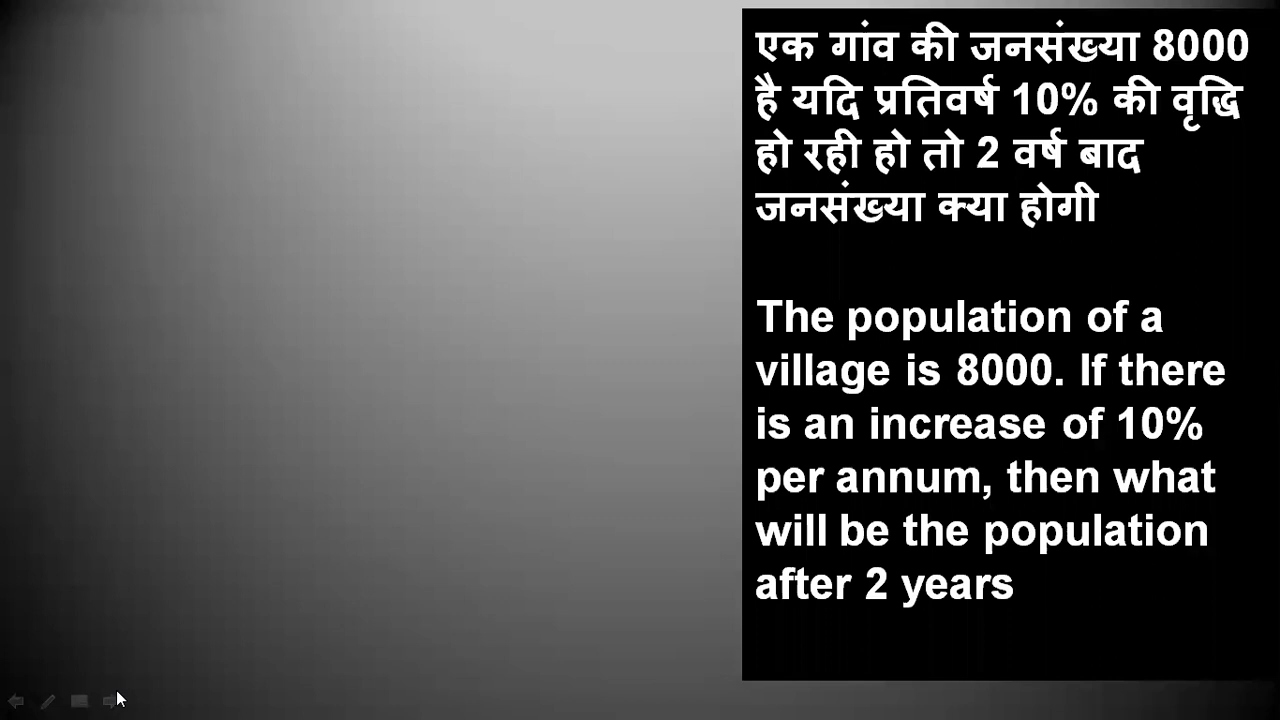 एक गांव की जनसंख्या 8000
है यदि प्रतिवर्ष 10% की वृद्धि
हो रही हो तो 2 वर्ष बाद
जनसंख्या क्या होगी
The population of a
village is 8000. If there
is an increase of 10%
per annum, then what
will be the population
after 2 years